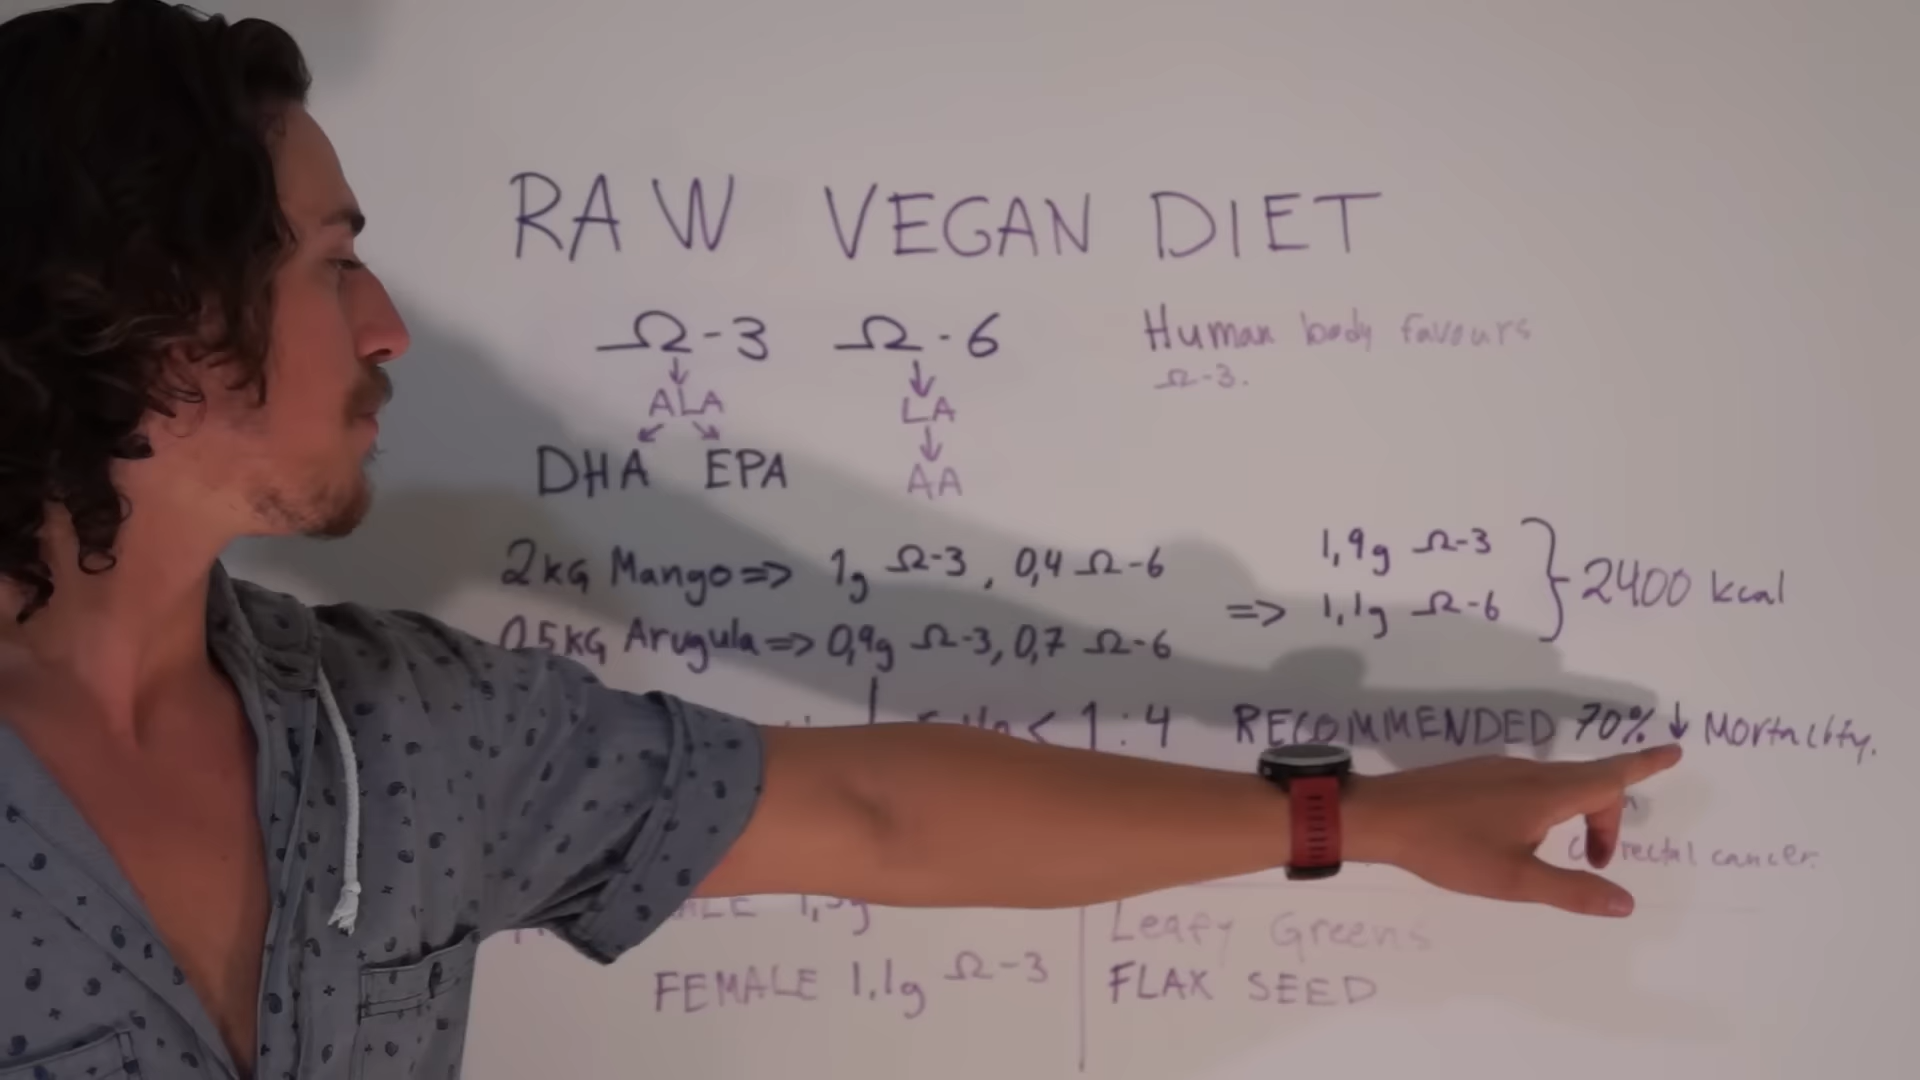 RAW VEGAN DIET
Ω-3 Ω-6
Human body favours
Ω-3.
↓ ↓
ALA LA
↙ ↘ ↓
DHA EPA AA
2kG Mango => 1g Ω-3, 0,4 Ω-6
0,5kG Arugula => 0,9g Ω-3, 0,7 Ω-6
=> 1,9g Ω-3
1,1g Ω-6
} 2400 kcal
< 1:4 RECOMMENDED 70% ↓ Mortality.
cancer.
1,5g
FEMALE 1,1g Ω-3
Leafy Greens
FLAX SEED